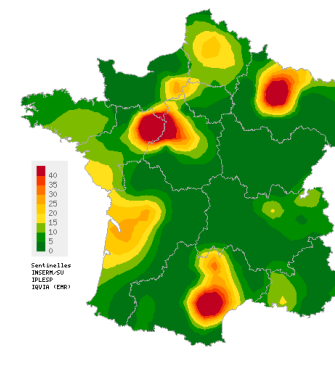 40
35
30
25
20
15
10
5
0
Sentinelles
INSERM/SU
IPLESP
IQVIA (EMR)